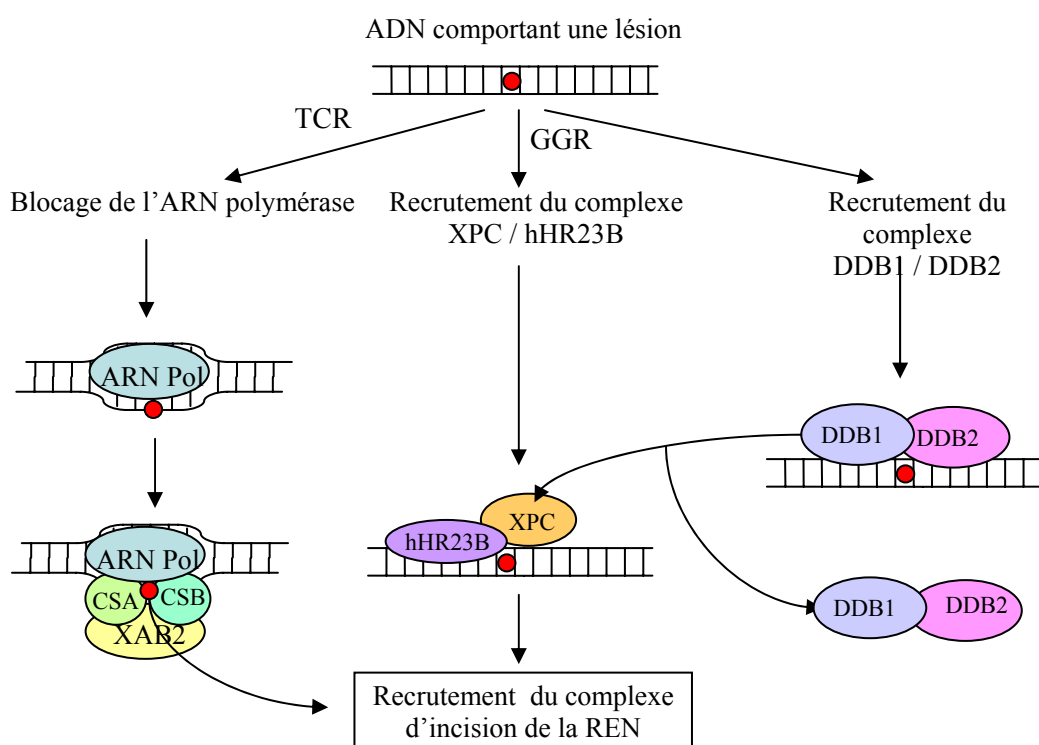 ADN comportant une lésion
TCR
GGR
Blocage de l’ARN polymérase
Recrutement du complexe
XPC / hHR23B
Recrutement du
complexe
DDB1 / DDB2
ARN Pol
DDB1
DDB2
XPC
hHR23B
ARN Pol
CSA
CSB
XAB2
DDB1
DDB2
Recrutement du complexe
d’incision de la REN